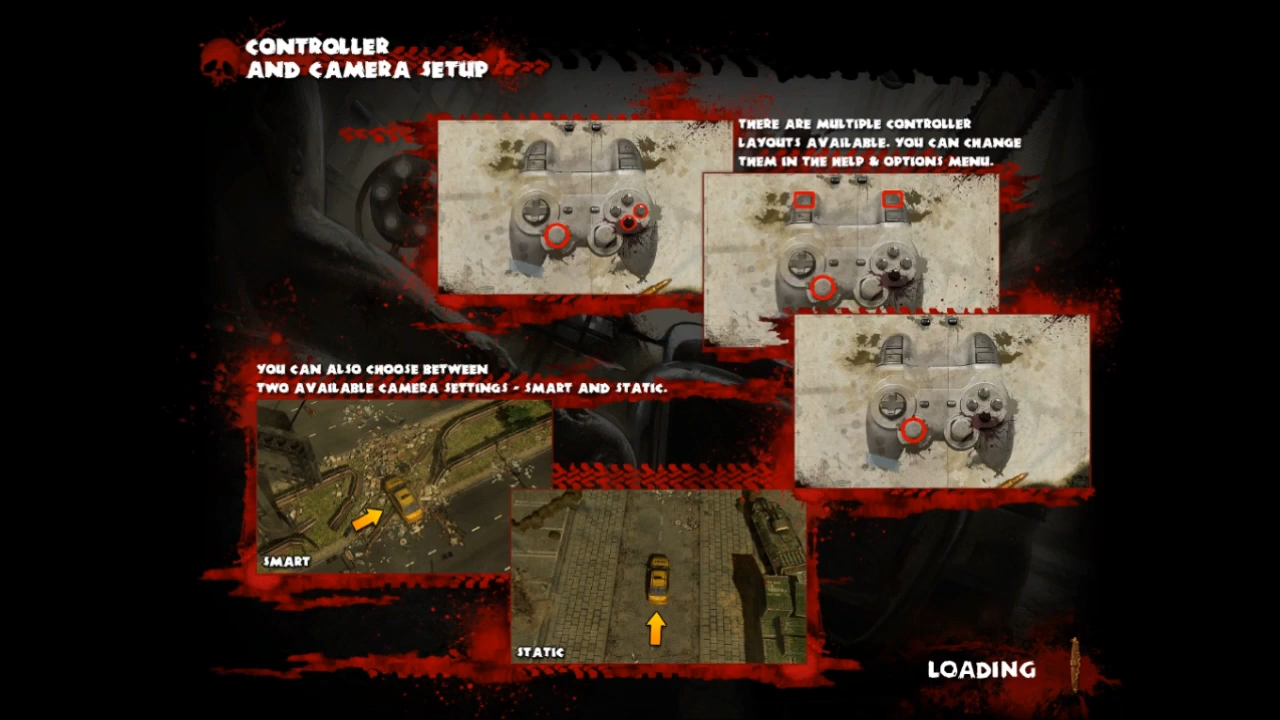 CONTROLLER
AND CAMERA SETUP
THERE ARE MULTIPLE CONTROLLER
LAYOUTS AVAILABLE. YOU CAN CHANGE
THEM IN THE HELP & OPTIONS MENU.
YOU CAN ALSO CHOOSE BETWEEN
TWO AVAILABLE CAMERA SETTINGS - SMART AND STATIC.
SMART
STATIC
LOADING